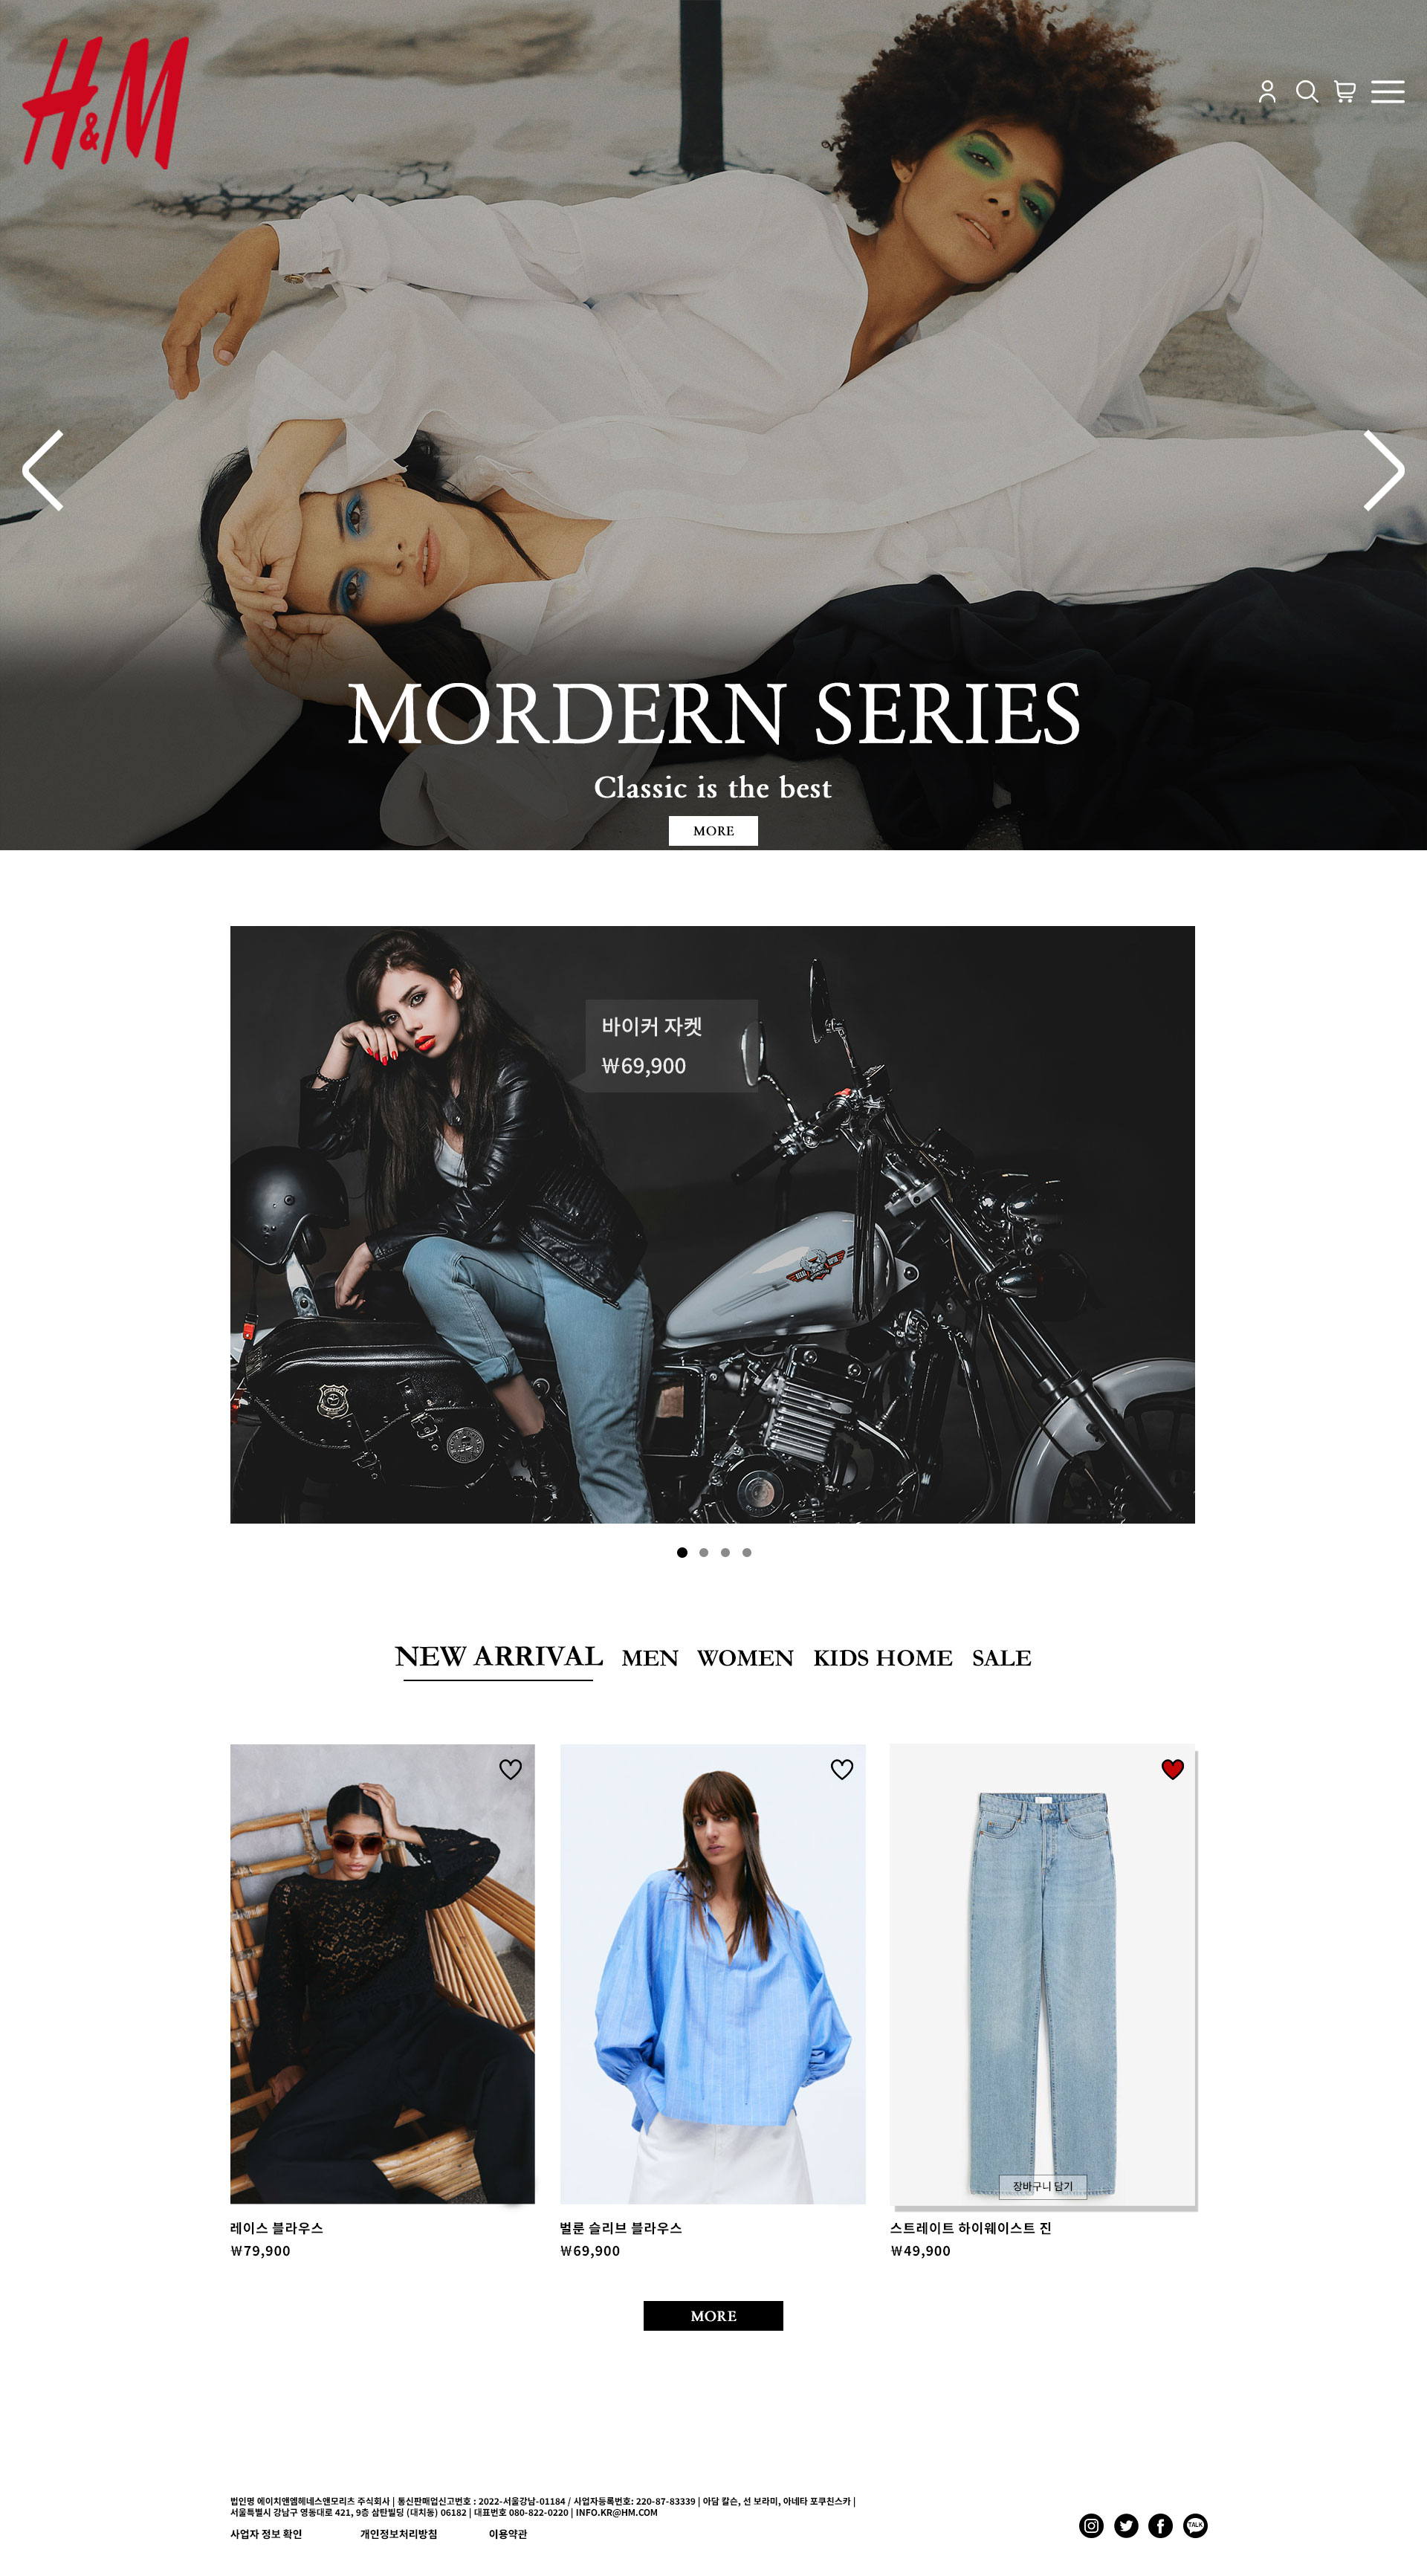 H&M
MORDERN SERIES
Classic is the best
MORE
바이커 자켓
₩69,900
NEW ARRIVAL MEN WOMEN KIDS HOME SALE
장바구니 담기
레이스 블라우스 벌룬 슬리브 블라우스 스트레이트 하이웨이스트 진
₩79,900 ₩69,900 ₩49,900
MORE
법인명 에이치앤엠헤네스앤모리츠 주식회사 | 통신판매업신고번호 : 2022-서울강남-01184 / 사업자등록번호: 220-87-83339 | 아담 칼슨, 선 보라미, 아네타 포쿠친스카 |
서울특별시 강남구 영동대로 421, 9층 삼탄빌딩 (대치동) 06182 | 대표번호 080-822-0220 | INFO.KR@HM.COM
사업자 정보 확인 개인정보처리방침 이용약관
TALK